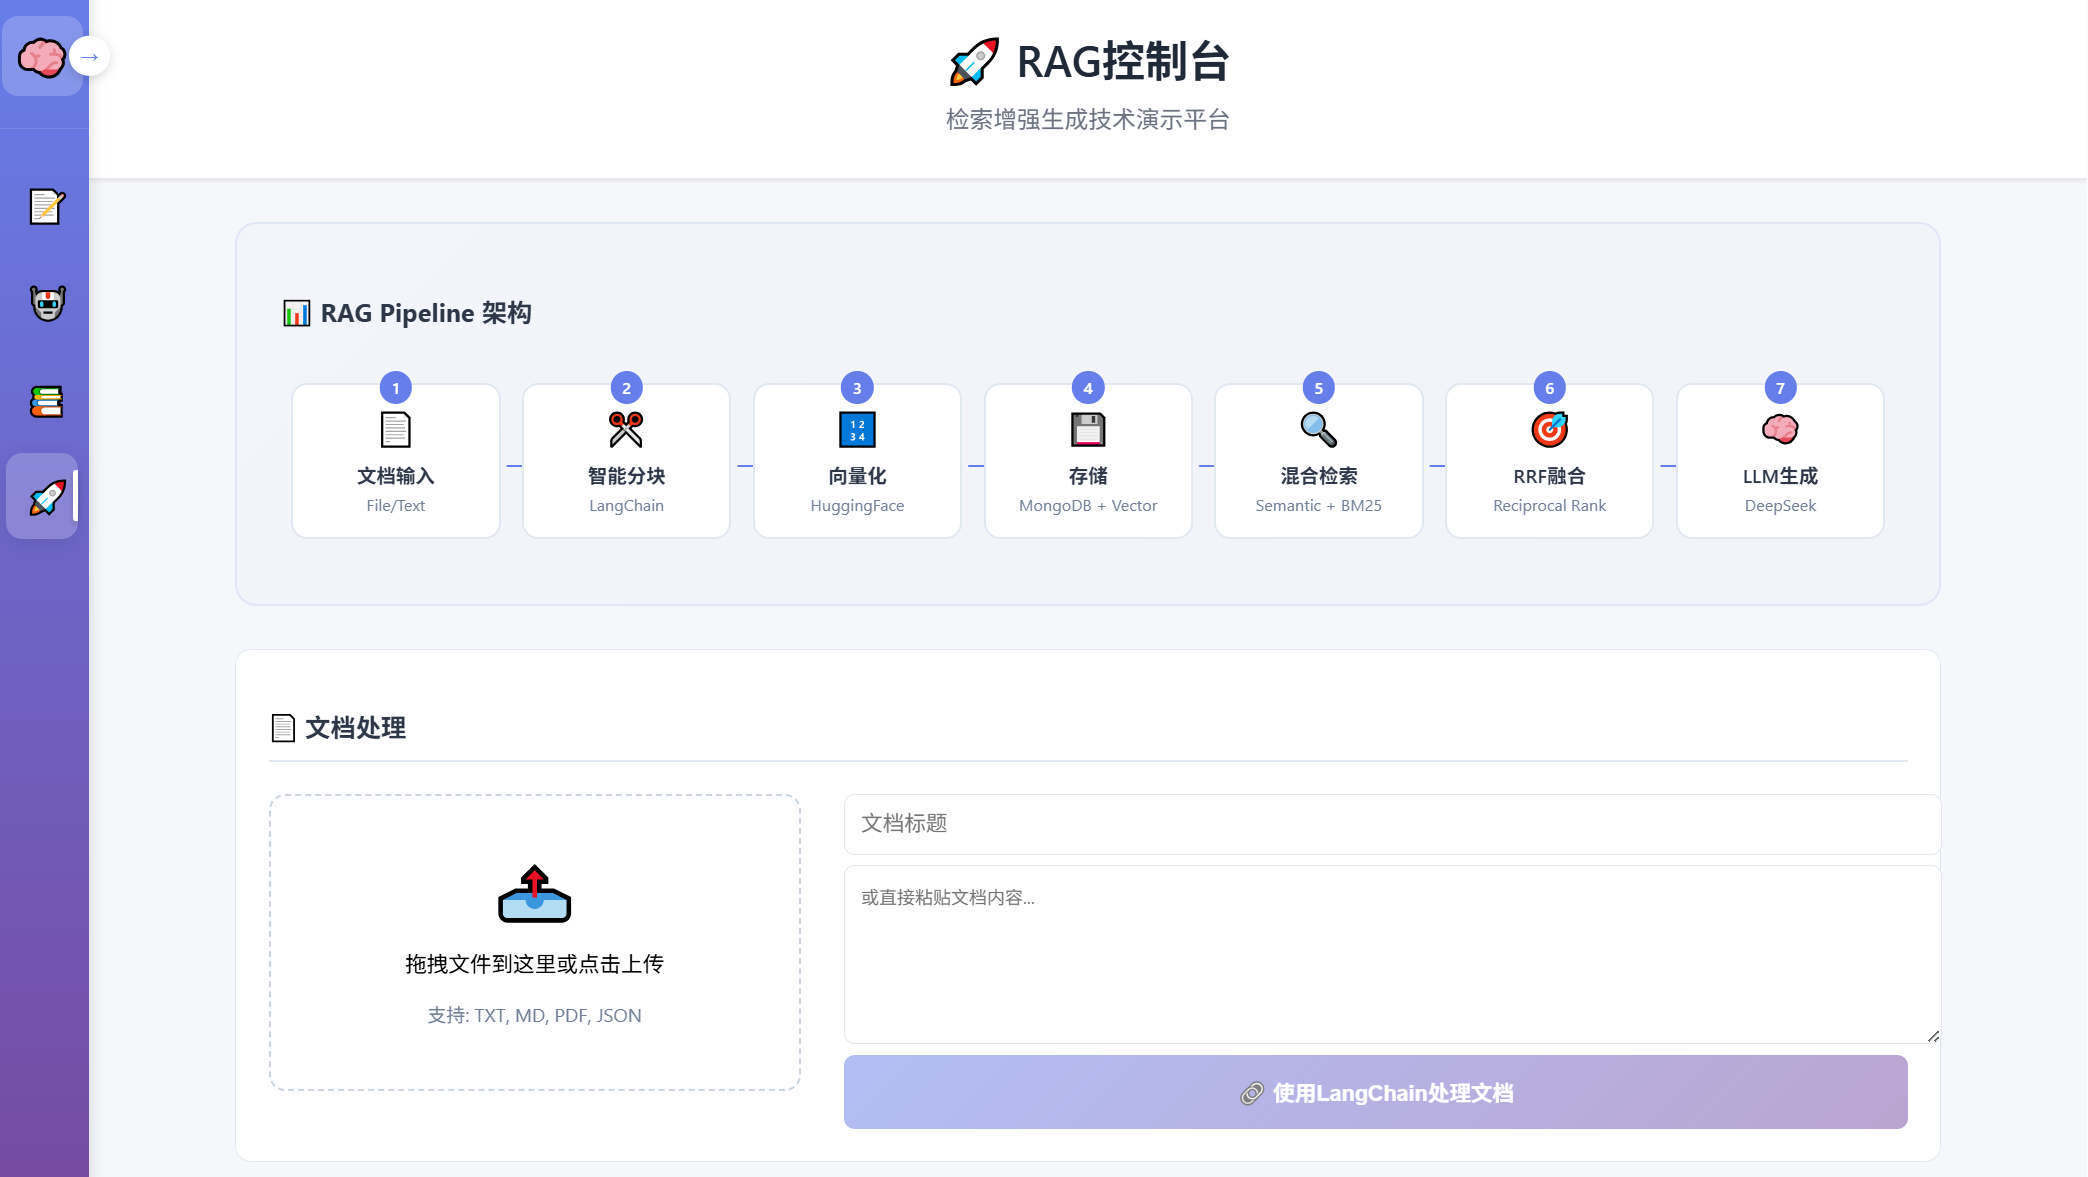 →
RAG控制台
检索增强生成技术演示平台
RAG Pipeline 架构
1
文档输入
File/Text
2
智能分块
LangChain
3
1 2
3 4
向量化
HuggingFace
4
存储
MongoDB + Vector
5
混合检索
Semantic + BM25
6
RRF融合
Reciprocal Rank
7
LLM生成
DeepSeek
文档处理
拖拽文件到这里或点击上传
支持: TXT, MD, PDF, JSON
文档标题
或直接粘贴文档内容...
使用LangChain处理文档